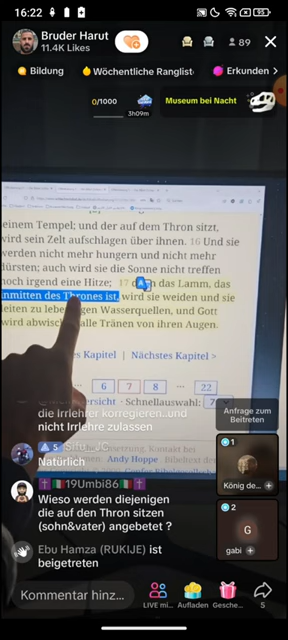 16:22
95
Bruder Harut
11.4K Likes
89
Bildung
Wöchentliche Ranglist
Erkunden >
0/1000
3h09m
Museum bei Nacht
einem Tempel; und der auf dem Thron sitzt,
wird sein Zelt aufschlagen über ihnen. 16 Und sie
werden nicht mehr hungern und nicht mehr
dürsten; auch wird sie die Sonne nicht treffen
noch irgend eine Hitze; 17 das Lamm, das
inmitten des Thrones ist, wird sie weiden und sie
leiten zu Wasserquellen, und Gott
wird alle Tränen von ihren Augen.
Kapitel | Nächstes Kapitel >
... 6 7 8 ... 22
Schnellauswahl: 7
die Irrlehrer korregieren..und
nicht Irrlehre zulassen
5
Natürlich
19Umbi86
Wieso werden diejenigen
die auf den Thron sitzen
(sohn&vater) angebetet ?
Ebu Hamza (RUKIJE) ist
beigetreten
Anfrage zum
Beitreten
1
König de...
2
G
gabi
Kommentar hinz...
LIVE mi...
Aufladen
Gesche...
5